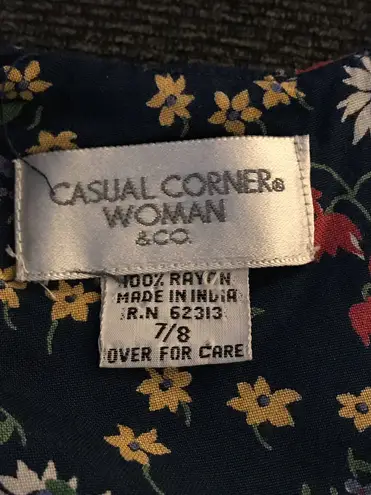 CASUAL CORNER®
WOMAN
& CO.
100% RAYON
MADE IN INDIA
R.N 62313
7/8
OVER FOR CARE